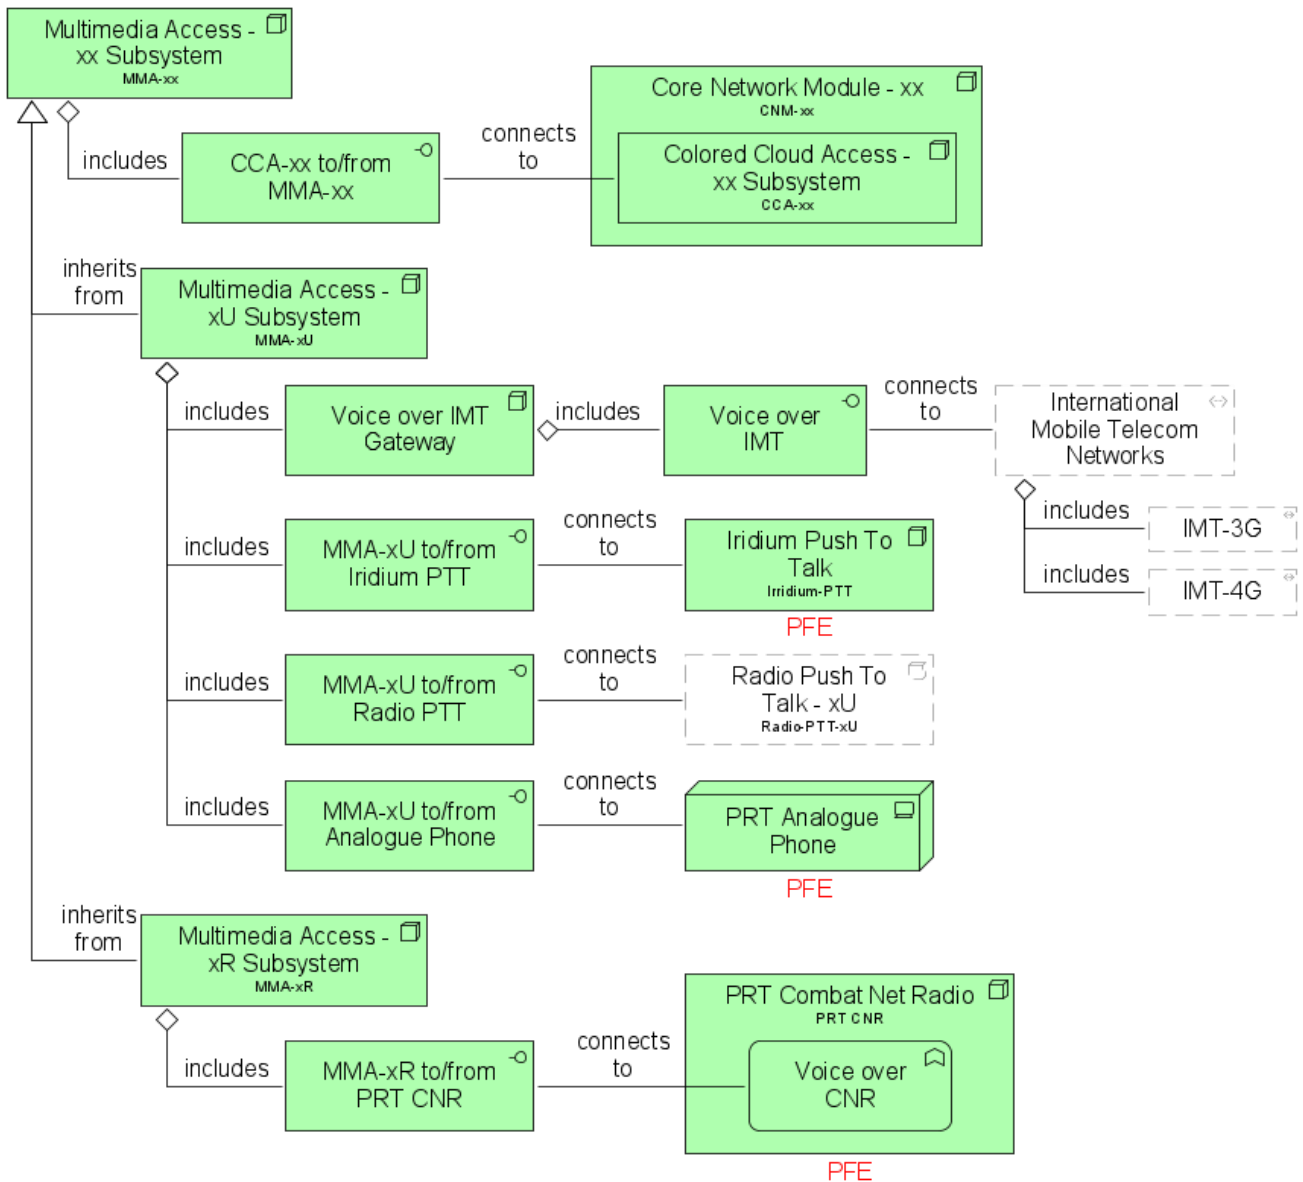 Multimedia Access -
xx Subsystem
MMA-xx
includes
CCA-xx to/from
MMA-xx
connects
to
Core Network Module - xx
CNM-xx
Colored Cloud Access -
xx Subsystem
CCA-xx
inherits
from
Multimedia Access -
xU Subsystem
MMA-xU
includes
Voice over IMT
Gateway
includes
Voice over
IMT
connects
to
International
Mobile Telecom
Networks
includes
IMT-3G
includes
IMT-4G
includes
MMA-xU to/from
Iridium PTT
connects
to
Iridium Push To
Talk
Irridium-PTT
PFE
includes
MMA-xU to/from
Radio PTT
connects
to
Radio Push To
Talk - xU
Radio-PTT-xU
includes
MMA-xU to/from
Analogue Phone
connects
to
PRT Analogue
Phone
PFE
inherits
from
Multimedia Access -
xR Subsystem
MMA-xR
includes
MMA-xR to/from
PRT CNR
connects
to
PRT Combat Net Radio
PRT CNR
Voice over
CNR
PFE